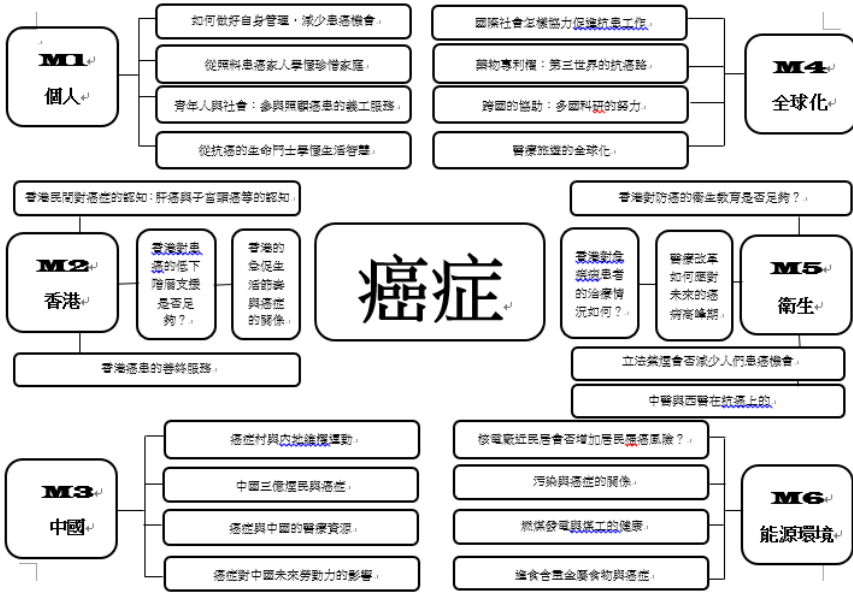 M1
個人
如何做好自身管理，減少患癌機會
從照料患癌家人學懂珍惜家庭
青年人與社會：參與照顧癌患的義工服務
從抗癌的生命鬥士學懂生活智慧
國際社會怎樣協力促進抗患工作
藥物專利權：第三世界的抗癌路
跨國的協助：多國科研的努力
醫療旅遊的全球化
M4
全球化
香港民間對癌症的認知：肝癌與子宮頸癌等的認知
M2
香港
香港對患
癌的低下
階層支援
是否足
夠？
香港的
急促生
活節奏
與癌症
的關係
香港癌患的善終服務
癌症
香港對防癌的衛生教育是否足夠？
香港對危
疾病患者
的治療情
況如何？
醫療改革
如何應對
未來的癌
病高峰期
M5
衛生
立法禁煙會否減少人們患癌機會
中醫與西醫在抗癌上的
M3
中國
癌症村與內地維權運動
中國三億煙民與癌症
癌症與中國的醫療資源
癌症對中國未來勞動力的影響
核電廠近民居會否增加居民罹癌風險？
污染與癌症的關係
燃煤發電與煤工的健康
進食含重金屬食物與癌症
M6
能源環境